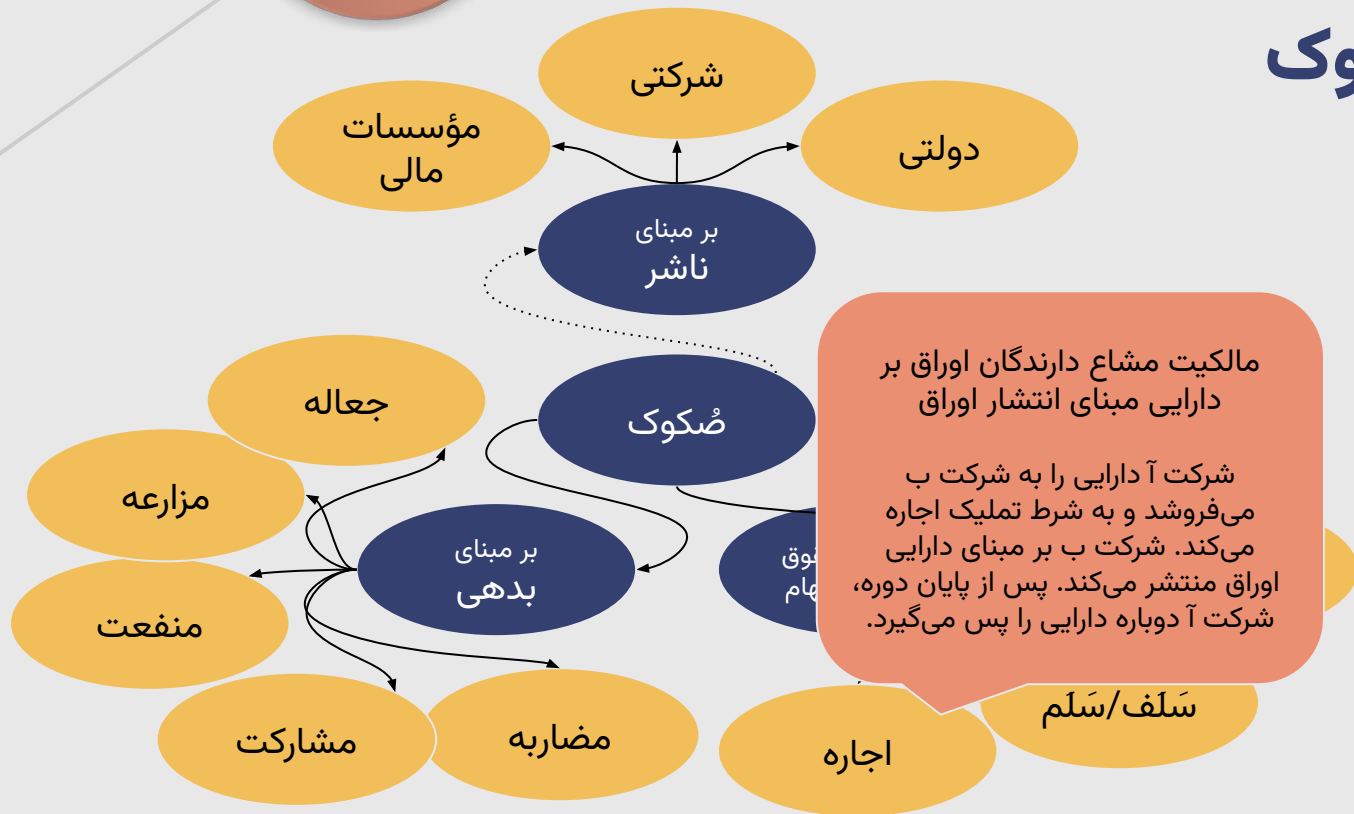 شرکتی
مؤسسات
مالی
دولتی
بر مبنای
ناشر
صُکوک
جعاله
مزارعه
منفعت
بر مبنای
بدهی
مشارکت
مضاربه
مالکیت مشاع دارندگان اوراق بر
دارایی مبنای انتشار اوراق
شرکت آ دارایی را به شرکت ب
می‌فروشد و به شرط تملیک اجاره
می‌کند. شرکت ب بر مبنای دارایی
اوراق منتشر می‌کند. پس از پایان دوره،
شرکت آ دوباره دارایی را پس می‌گیرد.
سَلَف/سَلَم
اجاره